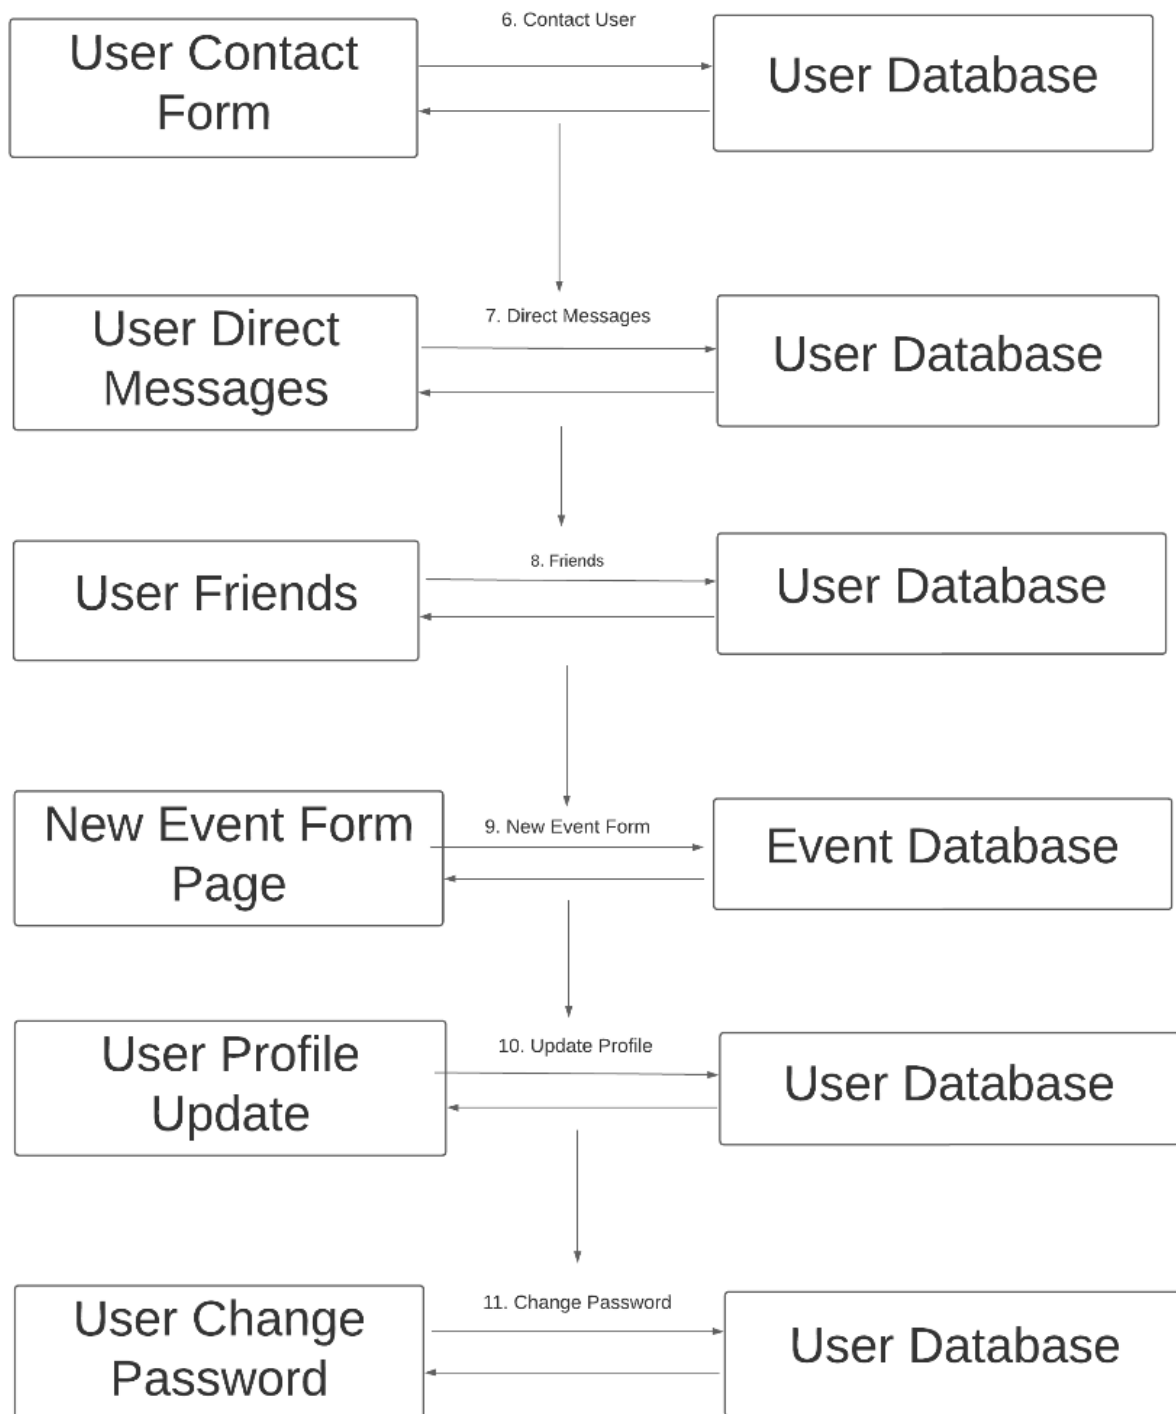 6. Contact User
User Contact
Form
User Database
7. Direct Messages
User Direct
Messages
User Database
8. Friends
User Friends
User Database
9. New Event Form
New Event Form
Page
Event Database
10. Update Profile
User Profile
Update
User Database
11. Change Password
User Change
Password
User Database